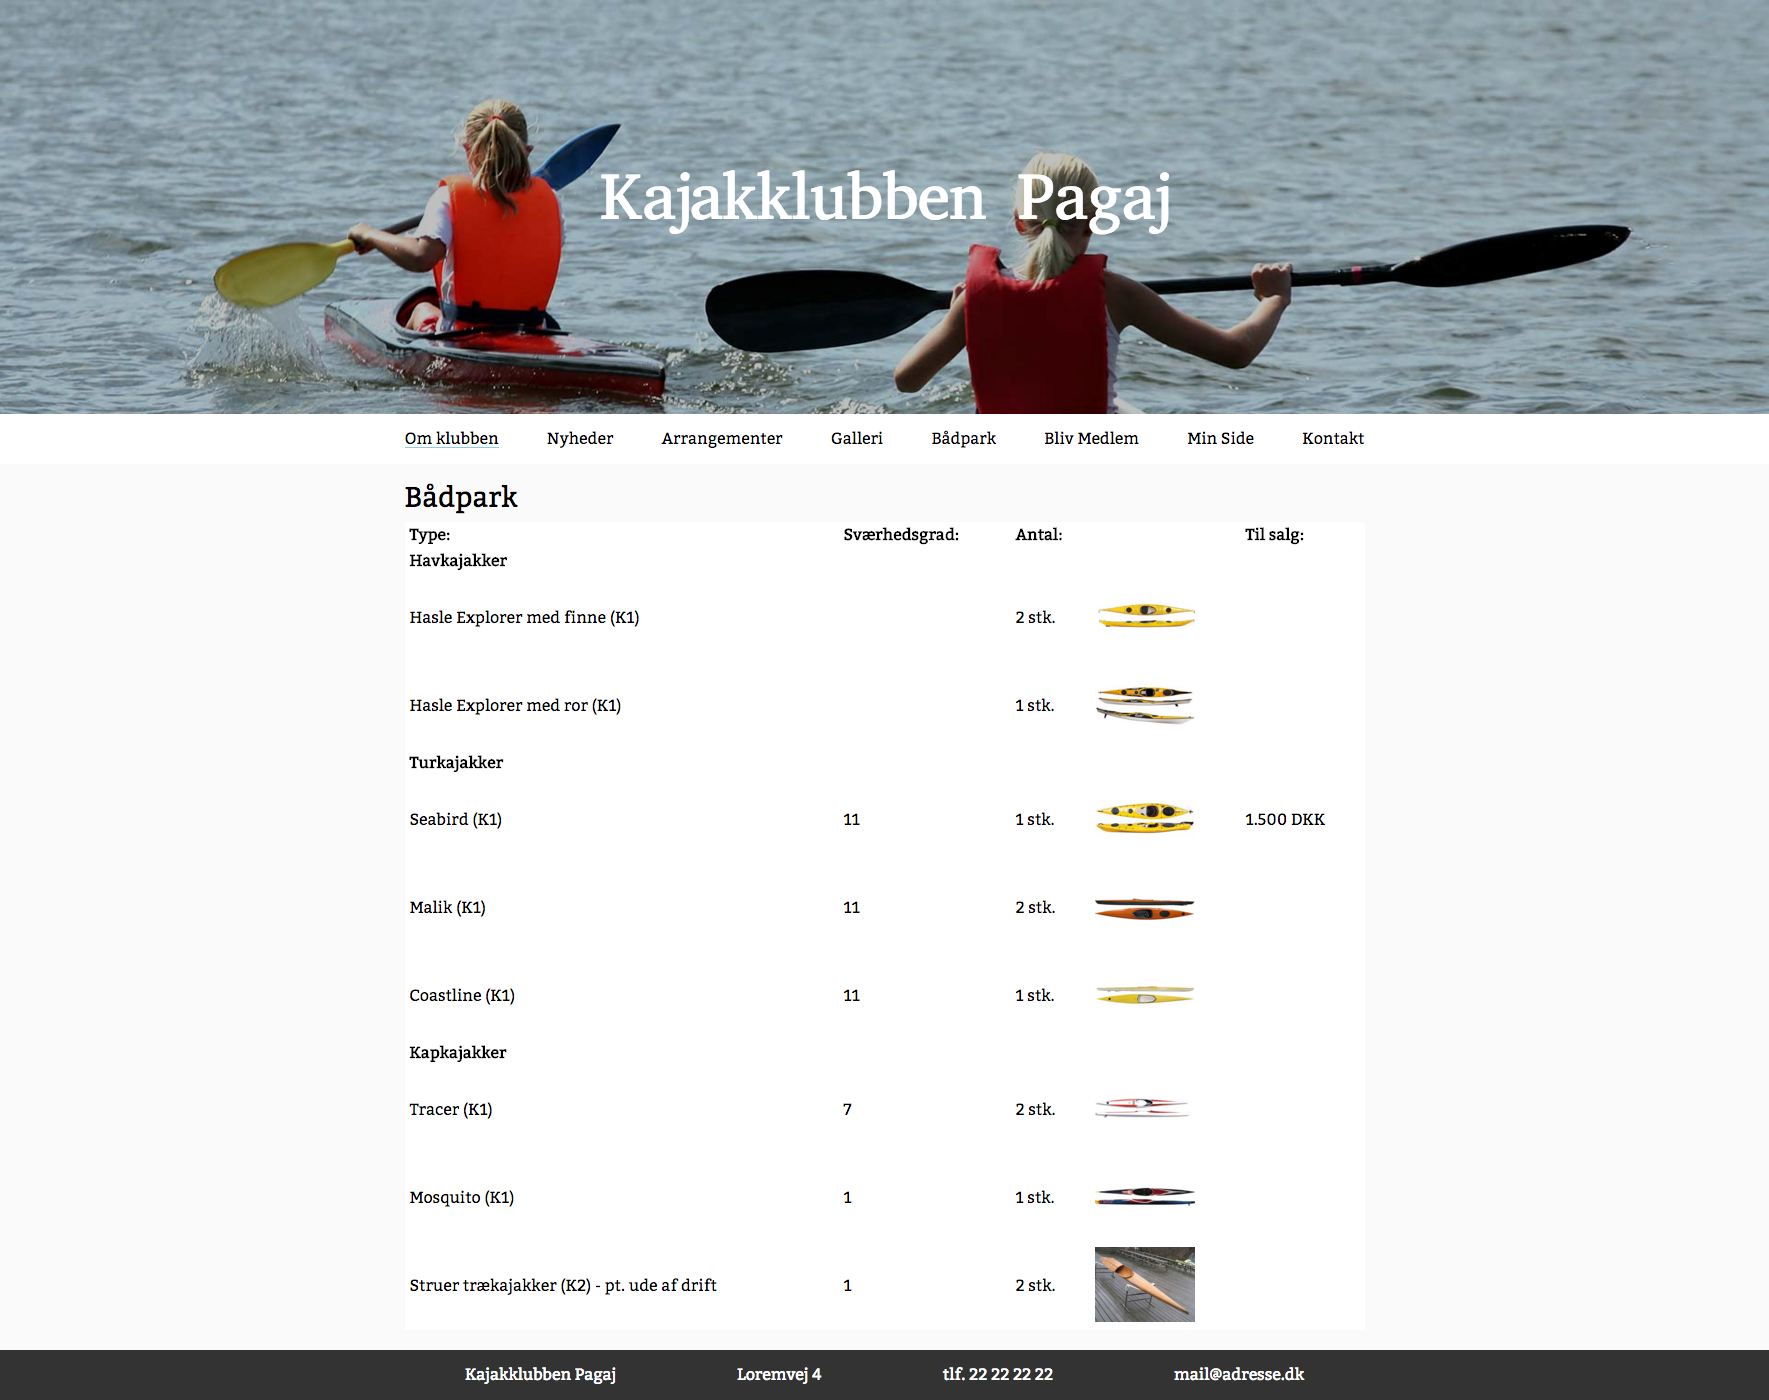 Kajakklubben Pagaj
Om klubben Nyheder Arrangementer Galleri Bådpark Bliv Medlem Min Side Kontakt
Bådpark
Type: Sværhedsgrad: Antal: Til salg:
Havkajakker
Hasle Explorer med finne (K1) 2 stk.
Hasle Explorer med ror (K1) 1 stk.
Turkajakker
Seabird (K1) 11 1 stk. 1.500 DKK
Malik (K1) 11 2 stk.
Coastline (K1) 11 1 stk.
Kapkajakker
Tracer (K1) 7 2 stk.
Mosquito (K1) 1 1 stk.
Struer trækajakker (K2) - pt. ude af drift 1 2 stk.
Kajakklubben Pagaj Loremvej 4 tlf. 22 22 22 22 mail@adresse.dk